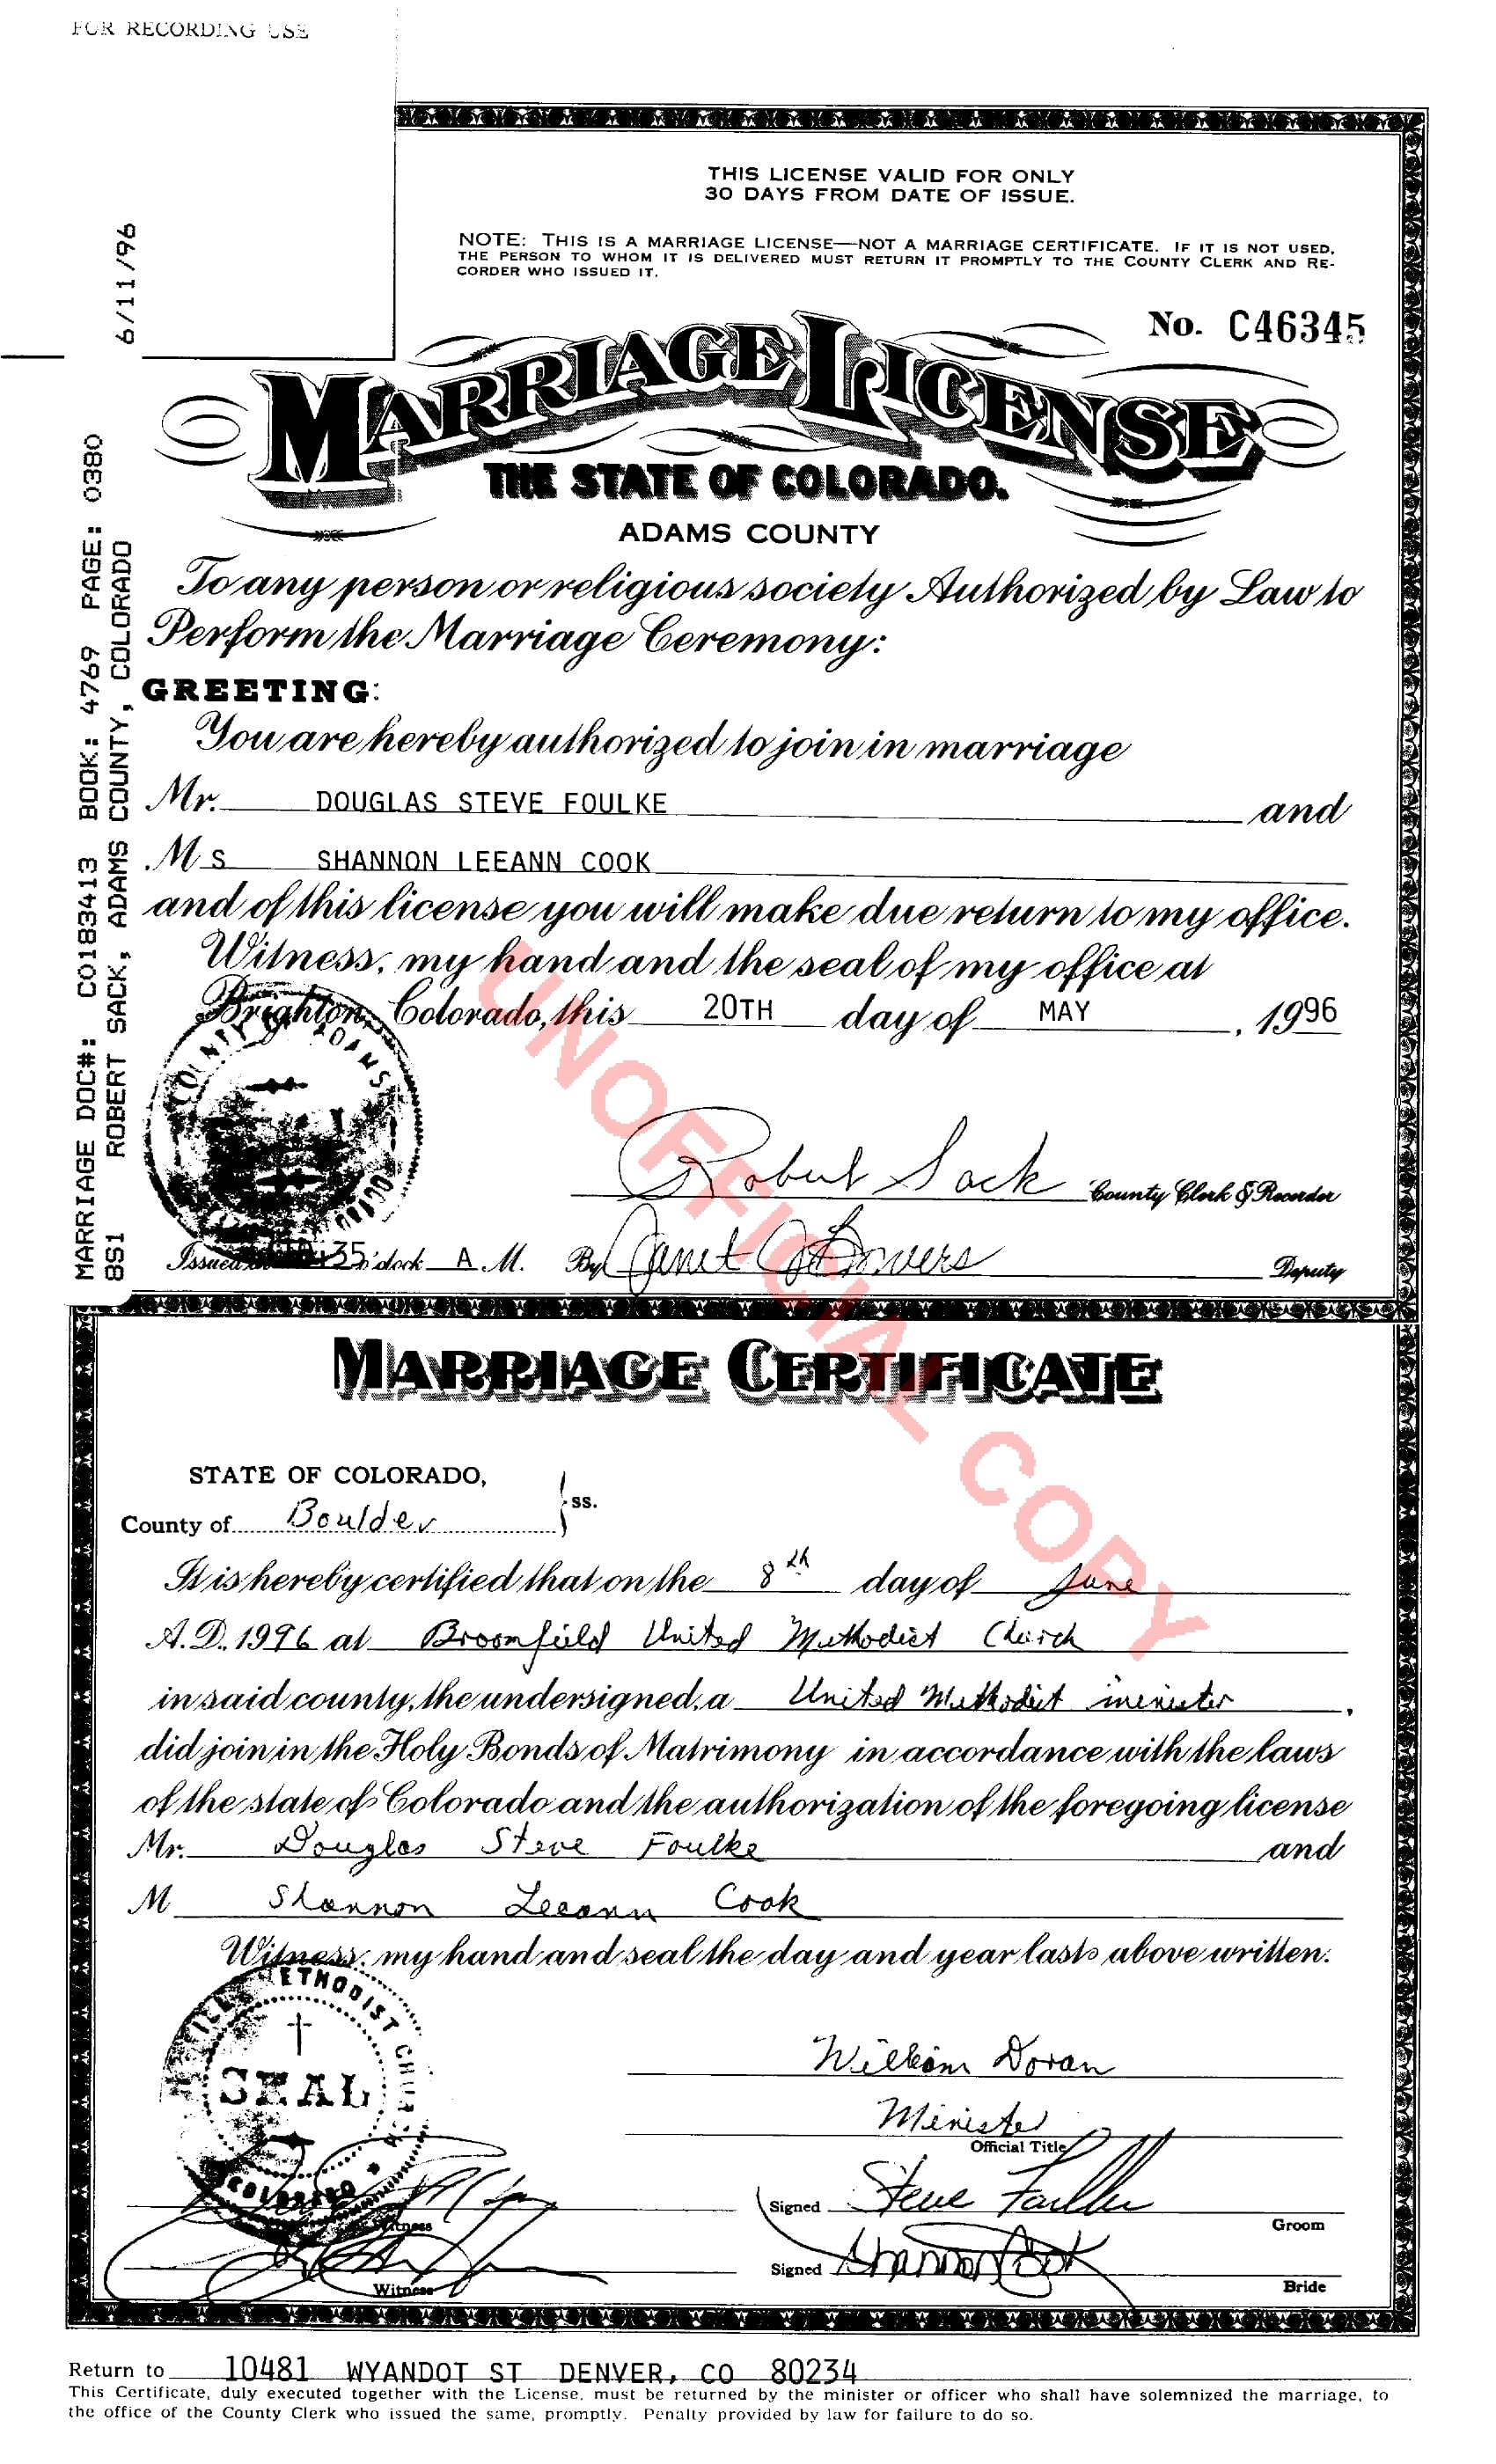 FOR RECORDING USE
THIS LICENSE VALID FOR ONLY
30 DAYS FROM DATE OF ISSUE.
NOTE: THIS IS A MARRIAGE LICENSE—NOT A MARRIAGE CERTIFICATE. IF IT IS NOT USED,
THE PERSON TO WHOM IT IS DELIVERED MUST RETURN IT PROMPTLY TO THE COUNTY CLERK AND RE-
CORDER WHO ISSUED IT.
No. C46345
MARRIAGE LICENSE
THE STATE OF COLORADO.
ADAMS COUNTY
MARRIAGE DOC#: C0183413 BOOK: 4769 PAGE: 0380 6/11/96
8S1 ROBERT SACK, ADAMS COUNTY, COLORADO
To any person or religious society Authorized by Law to
Perform the Marriage Ceremony:
GREETING:
You are hereby authorized to join in marriage
Mr. DOUGLAS STEVE FOULKE and
Ms SHANNON LEEANN COOK
and of this license you will make due return to my office.
Witness, my hand and the seal of my office at
Brighton, Colorado, this 20TH day of MAY, 1996
COUNTY OF ADAMS
Robert Sack County Clerk & Recorder
Issued 35 o'clock A.M. By Janet Deputy
UNOFFICIAL COPY
MARRIAGE CERTIFICATE
STATE OF COLORADO,
County of Boulder ss.
It is hereby certified that on the 8th day of June
A.D. 1996 at Broomfield United Methodist Church
in said county, the undersigned, a United Methodist minister,
did join in the Holy Bonds of Matrimony in accordance with the laws
of the state of Colorado and the authorization of the foregoing license
Mr. Douglas Steve Foulke and
M Shannon Leeann Cook
Witness, my hand and seal the day and year lasts above written.
METHODIST CHURCH
SEAL
COLORADO
William Doran
Minister
Official Title
Signed Steve Foulke
Groom
Witness
Signed Shannon Cook
Bride
Witness
Return to 10481 WYANDOT ST DENVER, CO 80234
This Certificate, duly executed together with the License, must be returned by the minister or officer who shall have solemnized the marriage, to
the office of the County Clerk who issued the same, promptly. Penalty provided by law for failure to do so.